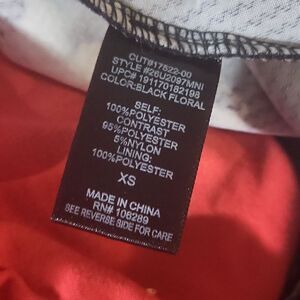 CUT#17522-00
STYLE #26U2097MNI
UPC# 191170182198
COLOR:BLACK FLORAL
SELF:
100%POLYESTER
CONTRAST
95%POLYESTER
5%NYLON
LINING:
100%POLYESTER
XS
MADE IN CHINA
RN# 106289
SEE REVERSE SIDE FOR CARE